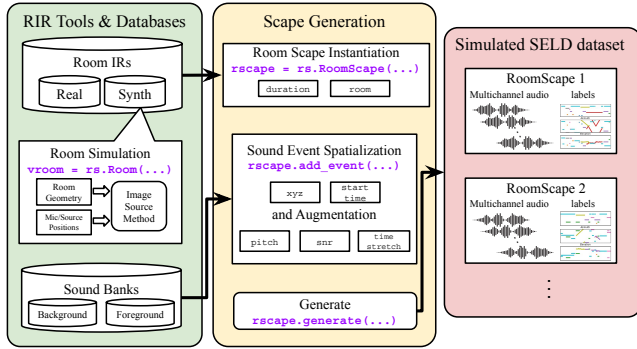 RIR Tools & Databases
Room IRs
Real
Synth
Room Simulation
vroom = rs.Room(...)
Room
Geometry
Mic/Source
Positions
Image
Source
Method
Sound Banks
Background
Foreground
Scape Generation
Room Scape Instantiation
rscape = rs.RoomScape(...)
duration
room
Sound Event Spatialization
rscape.add_event(...)
xyz
start
time
and Augmentation
pitch
snr
time
stretch
Generate
rscape.generate(...)
Simulated SELD dataset
RoomScape 1
Multichannel audio
labels
RoomScape 2
Multichannel audio
labels